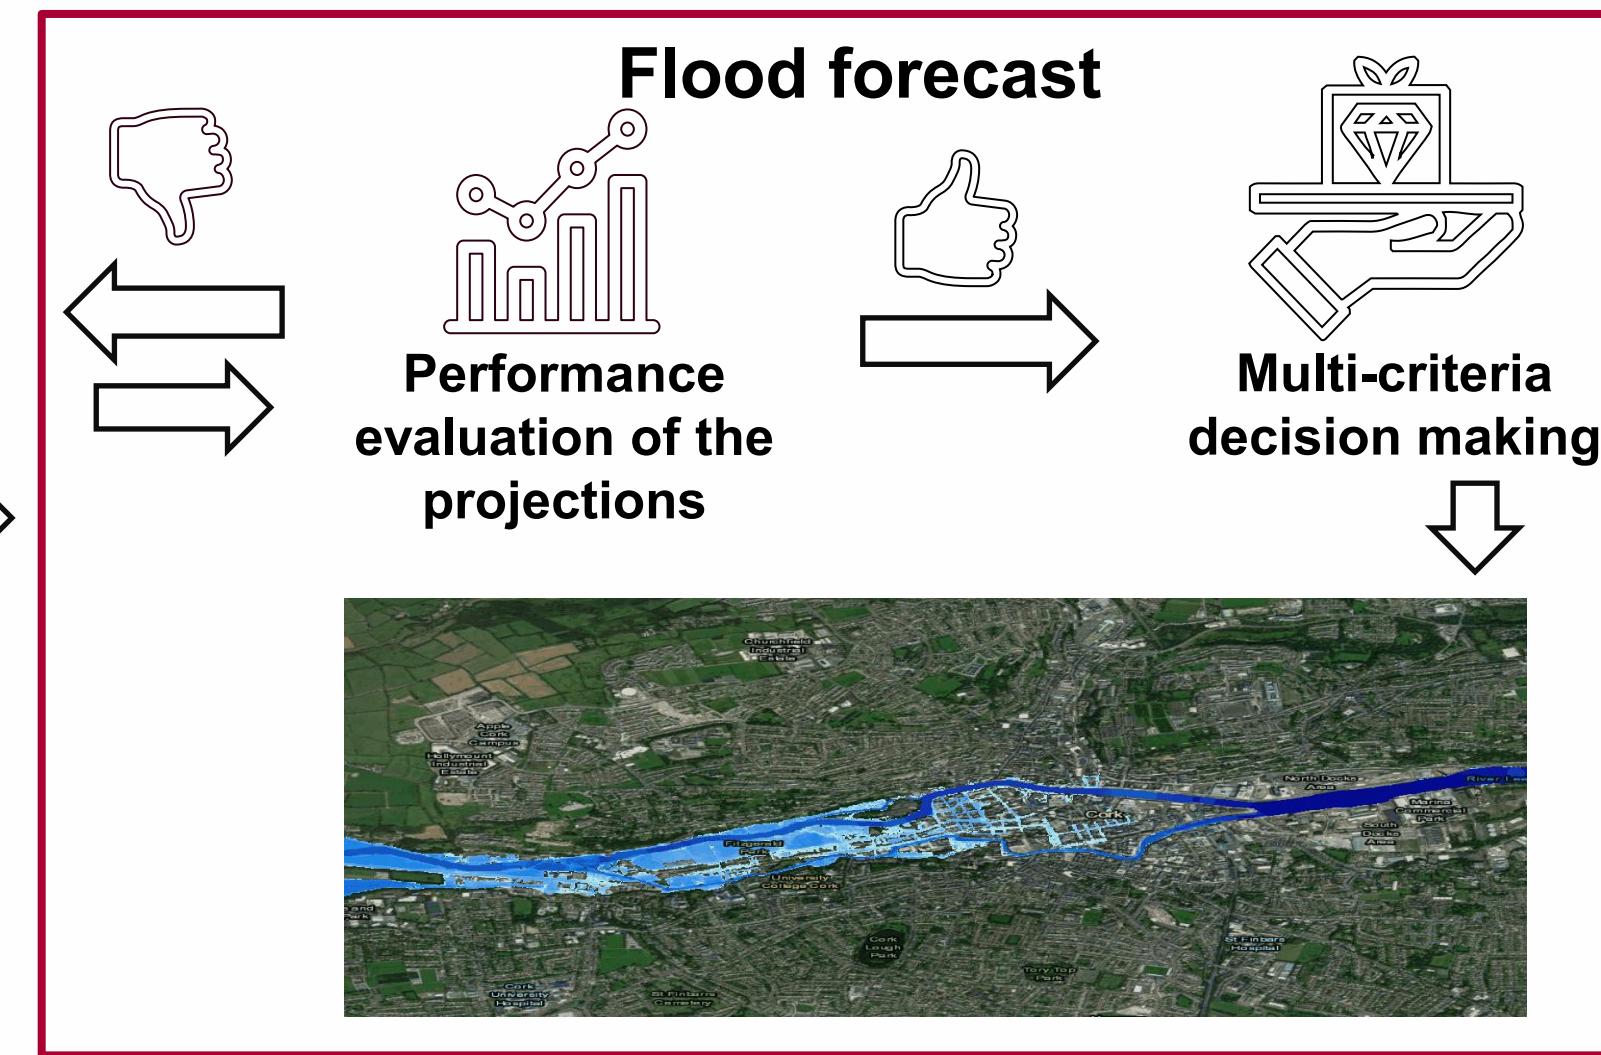 Flood forecast
Performance
evaluation of the
projections
Multi-criteria
decision making
Churchfield
Industrial
Estate
Apple
Cork
Campus
Hollymount
Industrial
Estate
North Docks
Area
River Lee
Marina
Commercial
Park
South
Docks
Area
Cork
Fitzgerald
Park
University
College Cork
Park
Cork
Lough
Park
St Finbarrs
Hospital
Tory Top
Park
Cork
University
Hospital
St Finbarrs
Cemetery